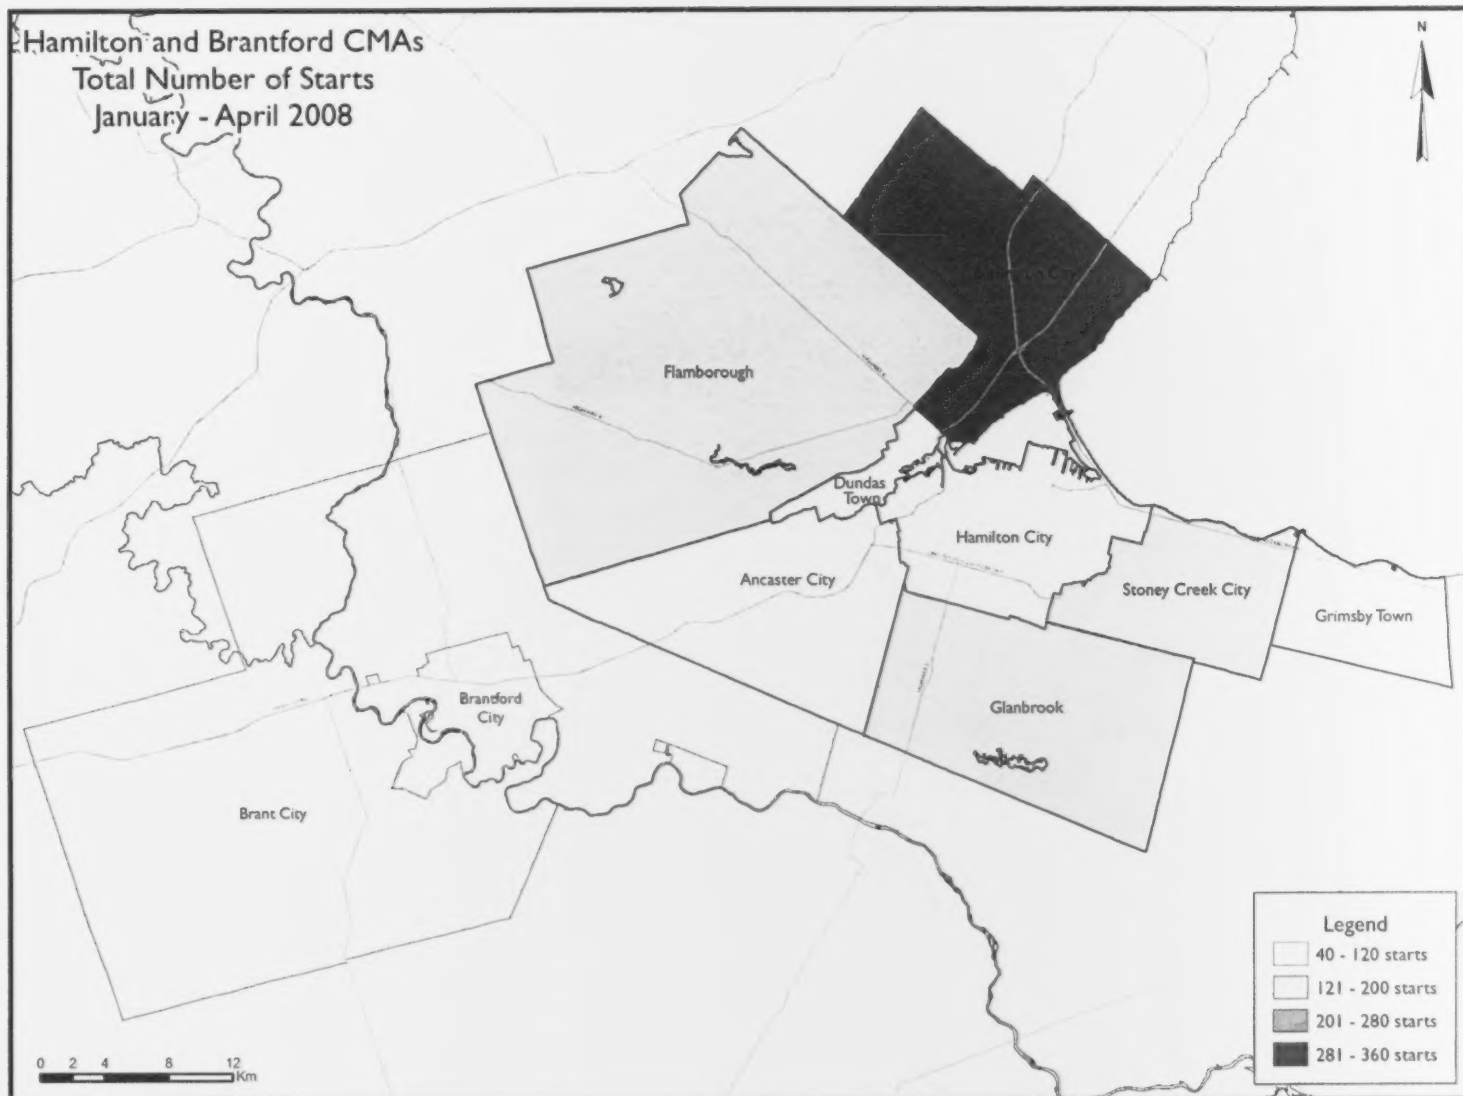 Hamilton and Brantford CMAs
Total Number of Starts
January - April 2008
N
Flamborough
Dundas
Town
Hamilton City
Ancaster City
Stoney Creek City
Grimsby Town
Brantford
City
Glanbrook
Brant City
Legend
40 - 120 starts
121 - 200 starts
201 - 280 starts
281 - 360 starts
0 2 4 8 12
Km